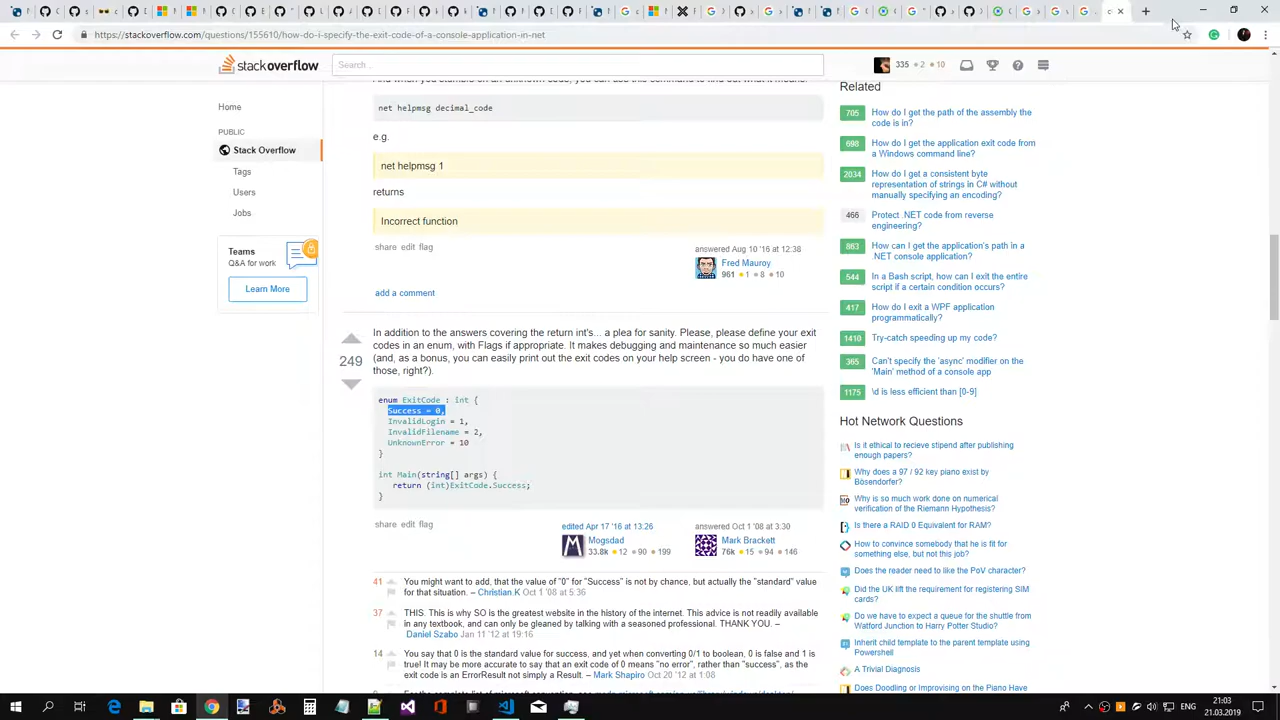 https://stackoverflow.com/questions/155610/how-do-i-specify-the-exit-code-of-a-console-application-in-net
stackoverflow
Search...
335 2 10
Home
PUBLIC
Stack Overflow
Tags
Users
Jobs
Teams
Q&A for work
Learn More
And when you stumble on an unknown code, you can use this command to find out what it means:
net helpmsg decimal_code
e.g.
net helpmsg 1
returns
Incorrect function
share edit flag
answered Aug 10 '16 at 12:38
Fred Mauroy
961 1 8 10
add a comment
249
In addition to the answers covering the return int's... a plea for sanity. Please, please define your exit
codes in an enum, with Flags if appropriate. It makes debugging and maintenance so much easier
(and, as a bonus, you can easily print out the exit codes on your help screen - you do have one of
those, right?).
enum ExitCode : int {
Success = 0,
InvalidLogin = 1,
InvalidFilename = 2,
UnknownError = 10
}
int Main(string[] args) {
return (int)ExitCode.Success;
}
share edit flag
edited Apr 17 '16 at 13:26
Mogsdad
33.8k 12 90 199
answered Oct 1 '08 at 3:30
Mark Brackett
76k 15 94 146
41 You might want to add, that the value of "0" for "Success" is not by chance, but actually the "standard" value
for that situation. – Christian.K Oct 1 '08 at 5:36
37 THIS. This is why SO is the greatest website in the history of the internet. This advice is not readily available
in any textbook, and can only be gleaned by talking with a seasoned professional. THANK YOU. –
Daniel Szabo Jan 11 '12 at 19:16
14 You say that 0 is the standard value for success, and yet when converting 0/1 to boolean, 0 is false and 1 is
true! It may be more accurate to say that an exit code of 0 means "no error", rather than "success", as the
exit code is an ErrorResult not simply a Result. – Mark Shapiro Oct 20 '12 at 1:08
Related
705 How do I get the path of the assembly the
code is in?
698 How do I get the application exit code from
a Windows command line?
2034 How do I get a consistent byte
representation of strings in C# without
manually specifying an encoding?
466 Protect .NET code from reverse
engineering?
863 How can I get the application's path in a
.NET console application?
544 In a Bash script, how can I exit the entire
script if a certain condition occurs?
417 How do I exit a WPF application
programmatically?
1410 Try-catch speeding up my code?
365 Can't specify the 'async' modifier on the
'Main' method of a console app
1175 \d is less efficient than [0-9]
Hot Network Questions
Is it ethical to recieve stipend after publishing
enough papers?
Why does a 97 / 92 key piano exist by
Bösendorfer?
Why is so much work done on numerical
verification of the Riemann Hypothesis?
Is there a RAID 0 Equivalent for RAM?
How to convince somebody that he is fit for
something else, but not this job?
Does the reader need to like the PoV character?
Did the UK lift the requirement for registering SIM
cards?
Do we have to expect a queue for the shuttle from
Watford Junction to Harry Potter Studio?
Inherit child template to the parent template using
Powershell
A Trivial Diagnosis
Does Doodling or Improvising on the Piano Have
ENG
21:03
21.03.2019